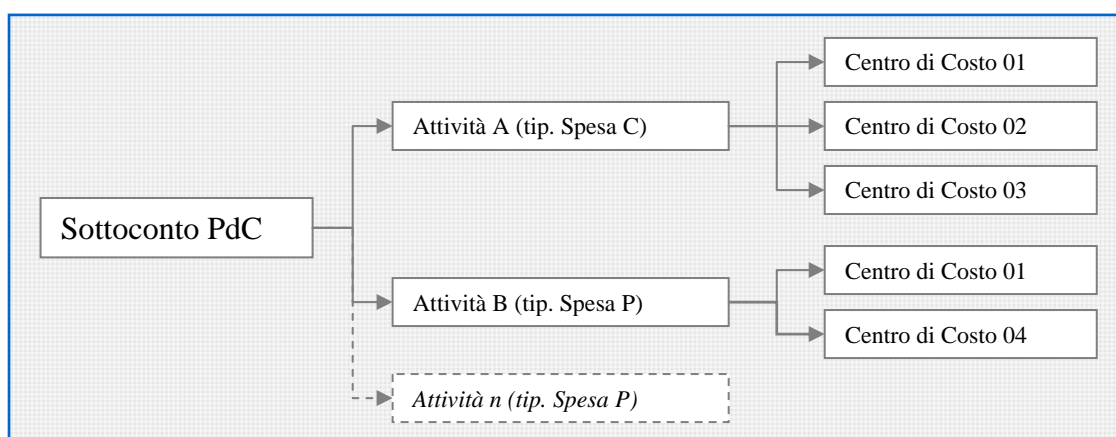 Sottoconto PdC
Attività A (tip. Spesa C)
Centro di Costo 01
Centro di Costo 02
Centro di Costo 03
Attività B (tip. Spesa P)
Centro di Costo 01
Centro di Costo 04
Attività n (tip. Spesa P)